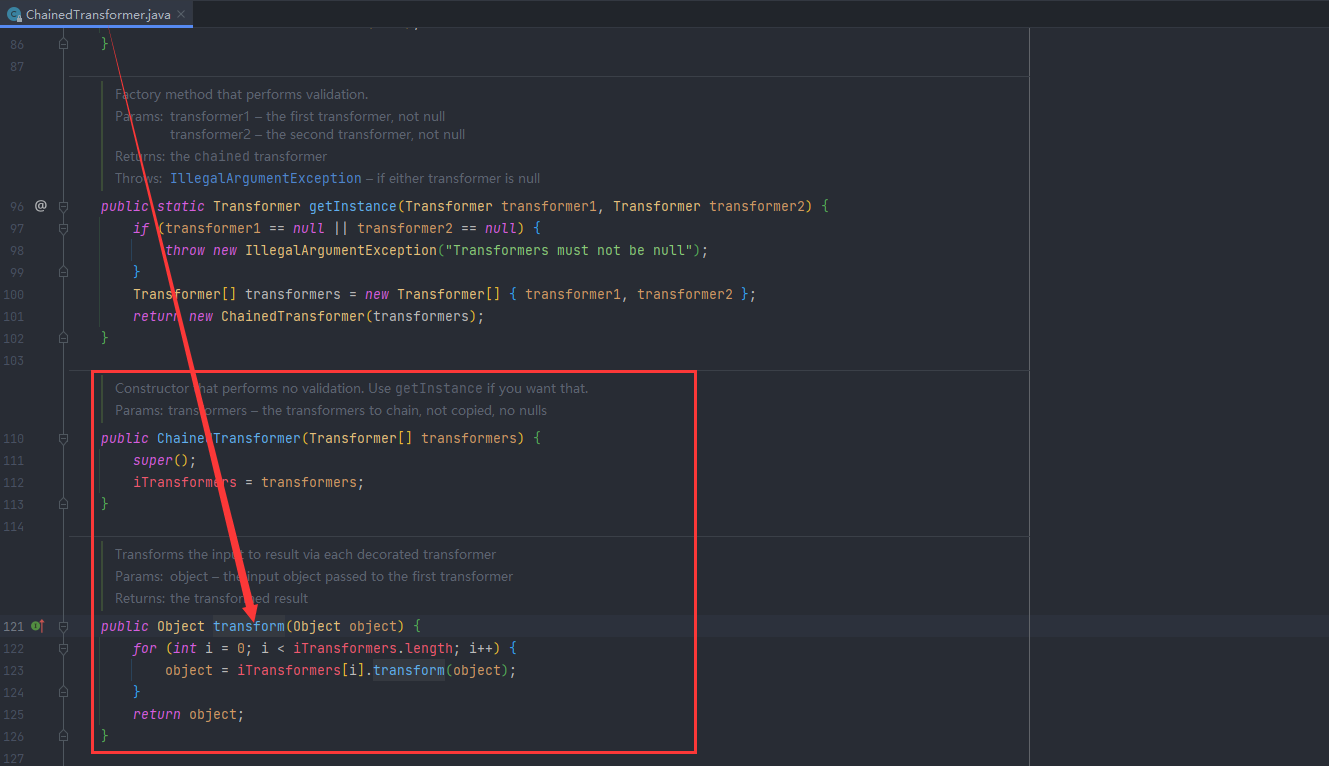 ChainedTransformer.java
86 }
87
Factory method that performs validation.
Params: transformer1 – the first transformer, not null
transformer2 – the second transformer, not null
Returns: the chained transformer
Throws: IllegalArgumentException – if either transformer is null
96 @ public static Transformer getInstance(Transformer transformer1, Transformer transformer2) {
97 if (transformer1 == null || transformer2 == null) {
98 throw new IllegalArgumentException("Transformers must not be null");
99 }
100 Transformer[] transformers = new Transformer[] { transformer1, transformer2 };
101 return new ChainedTransformer(transformers);
102 }
103
Constructor that performs no validation. Use getInstance if you want that.
Params: transformers – the transformers to chain, not copied, no nulls
110 public ChainedTransformer(Transformer[] transformers) {
111 super();
112 iTransformers = transformers;
113 }
114
Transforms the input to result via each decorated transformer
Params: object – the input object passed to the first transformer
Returns: the transformed result
121 public Object transform(Object object) {
122 for (int i = 0; i < iTransformers.length; i++) {
123 object = iTransformers[i].transform(object);
124 }
125 return object;
126 }
127